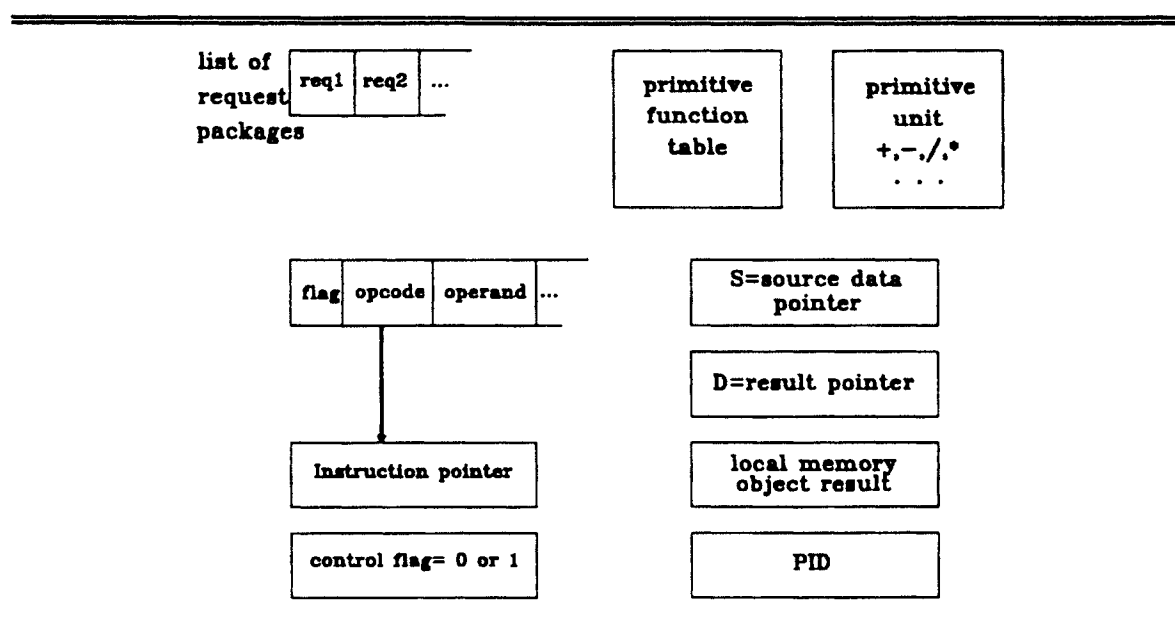 list of
request
packages
req1 req2 ...
primitive
function
table
primitive
unit
+,-,/,*
. . .
flag opcode operand ...
S=source data
pointer
D=result pointer
Instruction pointer
local memory
object result
control flag= 0 or 1
PID